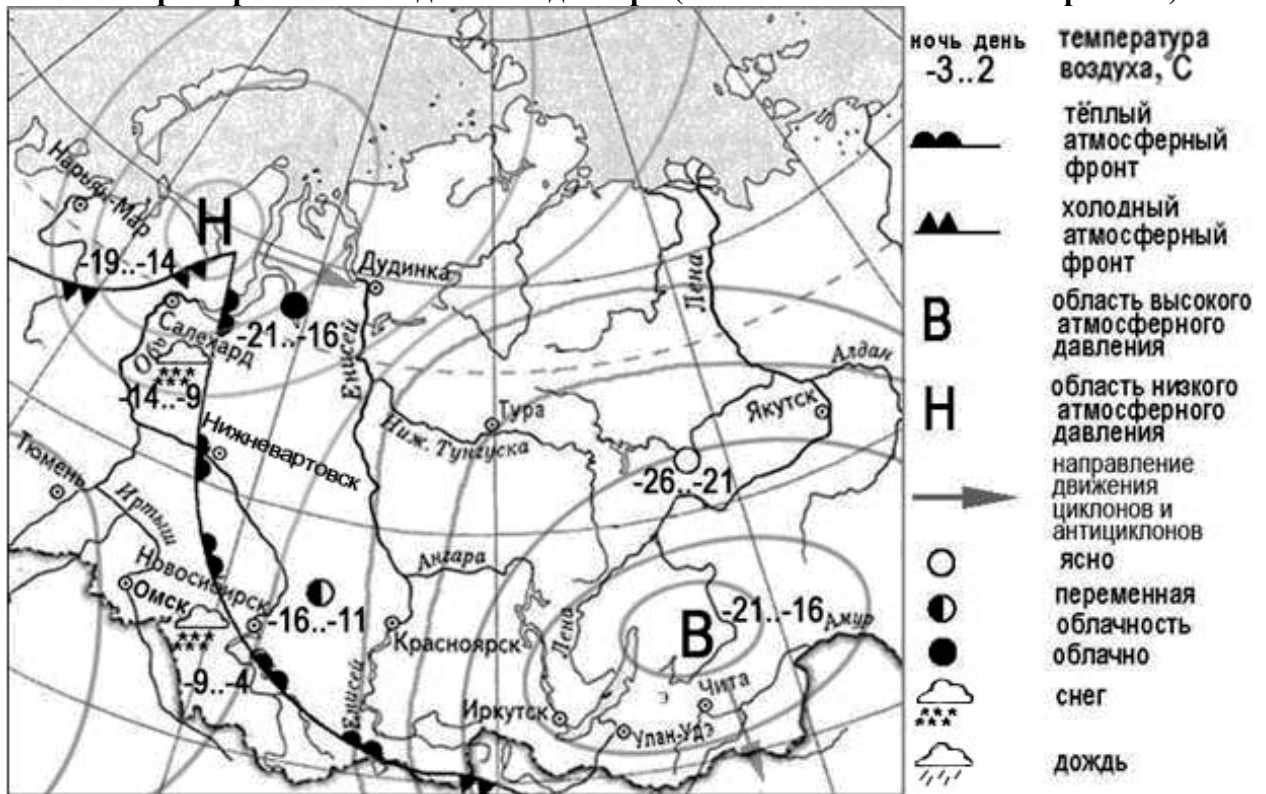 Нарьян-Мар
Н
-19..-14
Дудинка
Салехард
-21..-16
Обь
Енисей
Лена
Алдан
-14..-9
Тура
Якутск
Ниж. Тунгуска
Нижневартовск
-26..-21
Тюмень
Иртыш
Ангара
Новосибирск
Омск
-16..-11
Красноярск
Лена
В
-21..-16
Амур
-9..-4
Енисей
Иркутск
Чита
Улан-Удэ
ночь день
-3..2
температура
воздуха,°С
тёплый
атмосферный
фронт
холодный
атмосферный
фронт
В
область высокого
атмосферного
давления
Н
область низкого
атмосферного
давления
направление
движения
циклонов и
антициклонов
ясно
переменная
облачность
облачно
снег
дождь